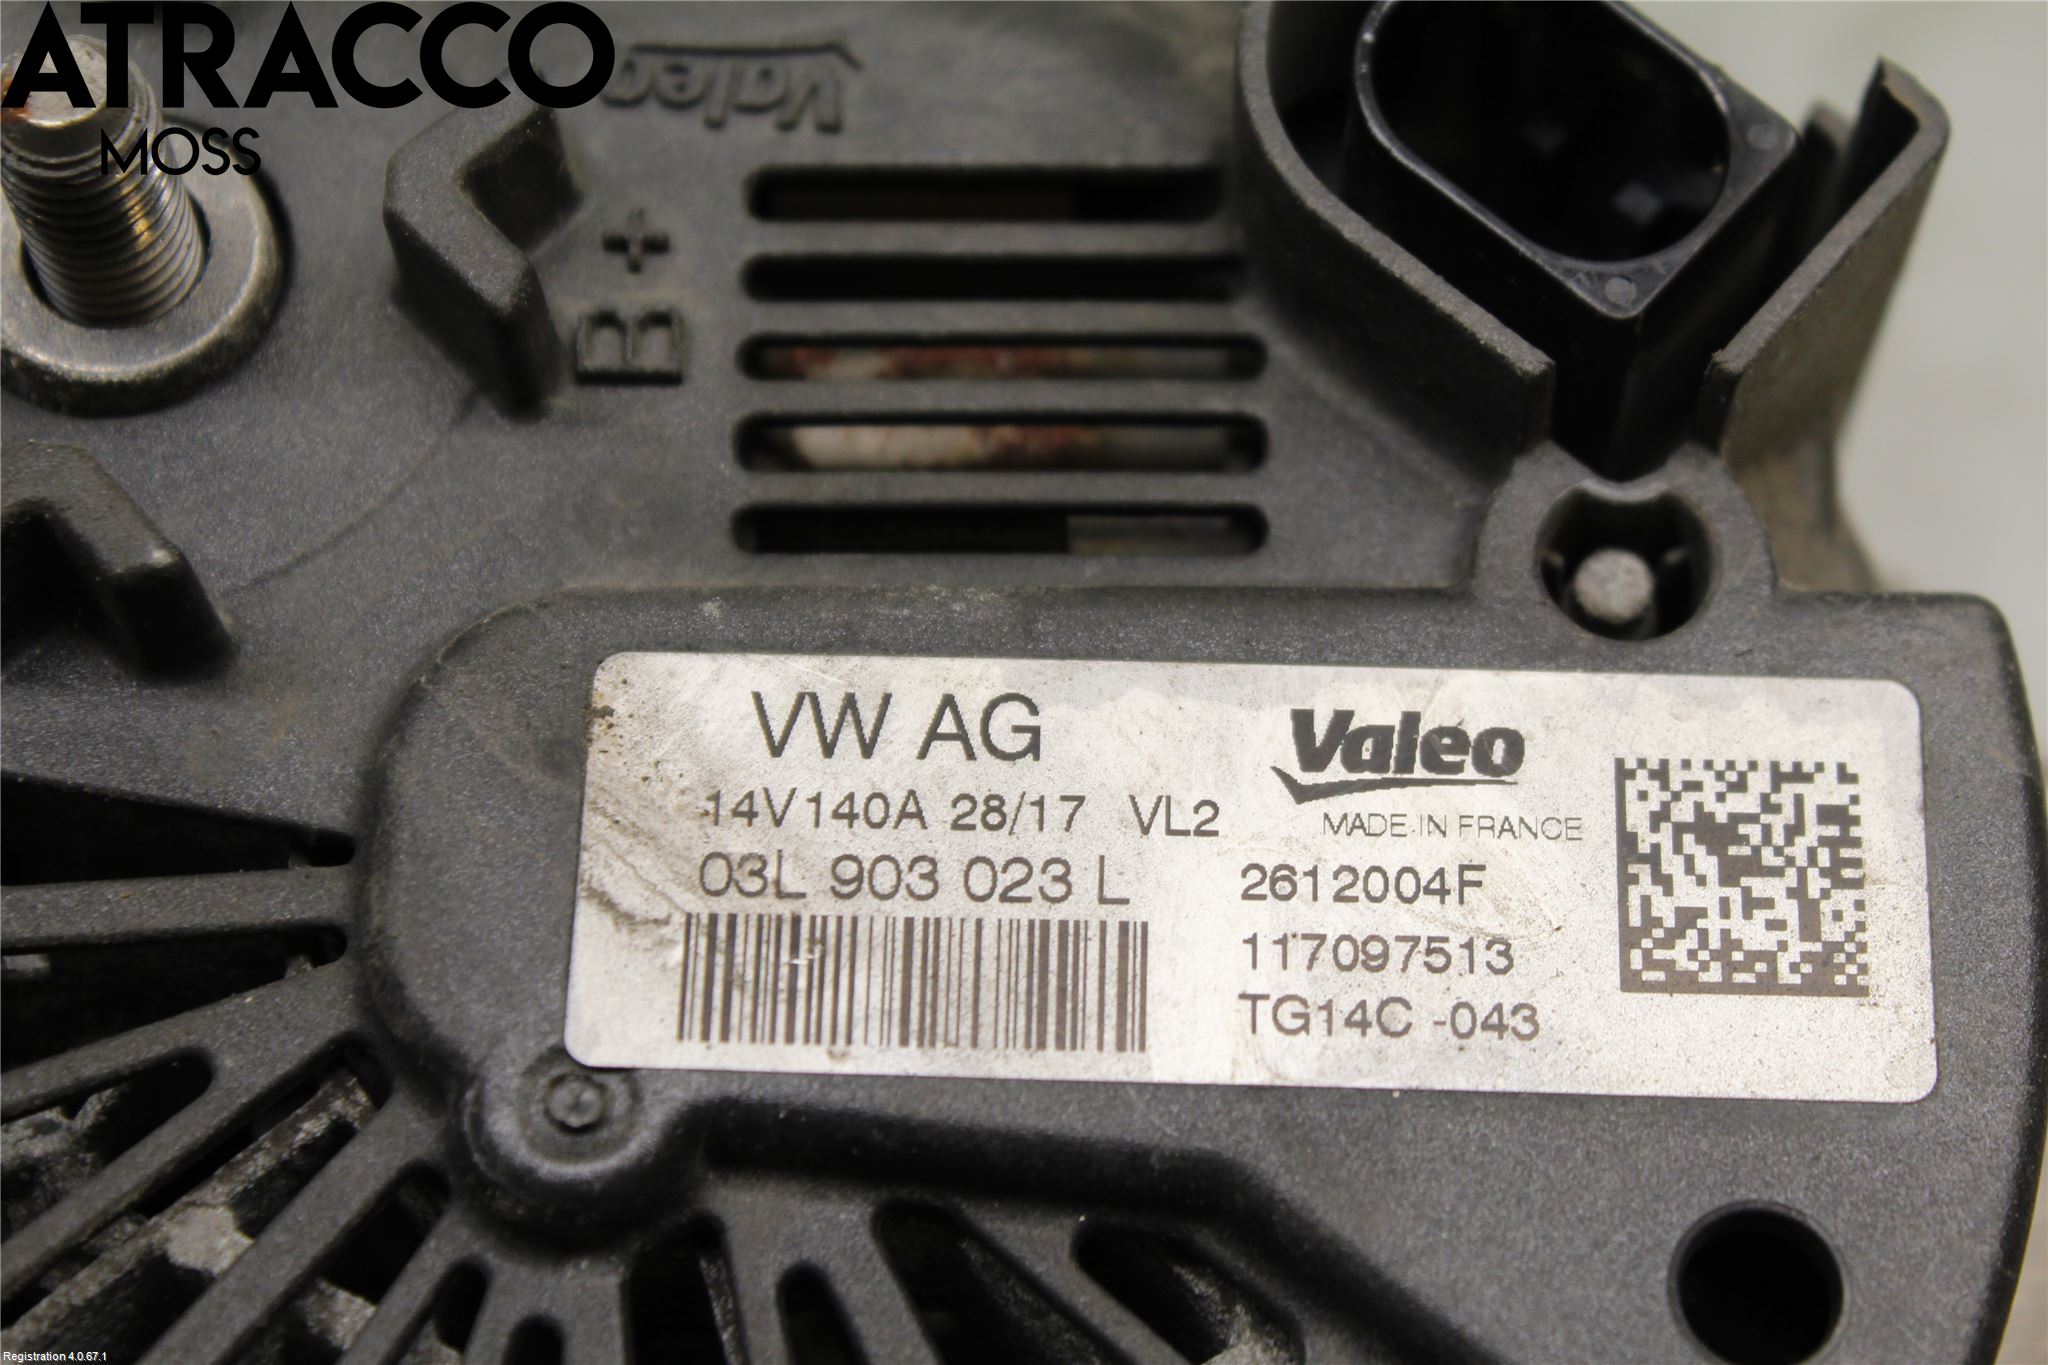 ATRACCO
MOSS
Valeo
B+
VW AG
Valeo
14V140A 28/17 VL2
MADE IN FRANCE
03L 903 023 L
2612004F
117097513
TG14C -043
Registration 4.0.67.1